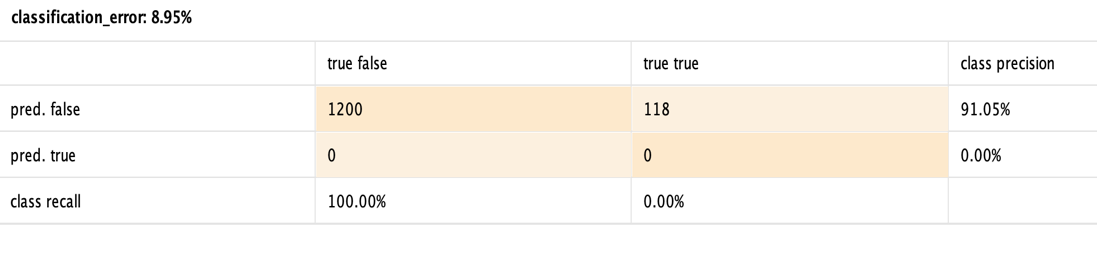 classification_error: 8.95%
true false true true class precision
pred. false 1200 118 91.05%
pred. true 0 0 0.00%
class recall 100.00% 0.00%